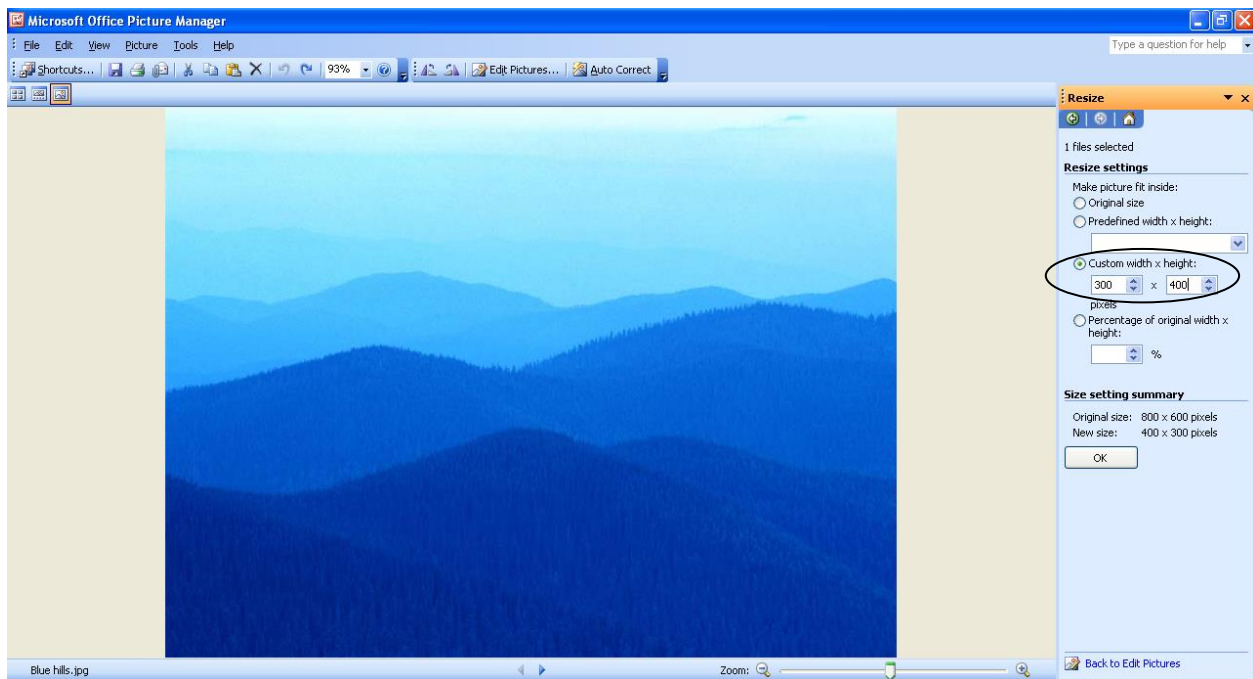 Microsoft Office Picture Manager
File Edit View Picture Tools Help
Type a question for help
Shortcuts... 93% Edit Pictures... Auto Correct
Resize
1 files selected
Resize settings
Make picture fit inside:
Original size
Predefined width x height:
Custom width x height:
300 x 400
pixels
Percentage of original width x
height:
%
Size setting summary
Original size: 800 x 600 pixels
New size: 400 x 300 pixels
OK
Back to Edit Pictures
Blue hills.jpg Zoom: